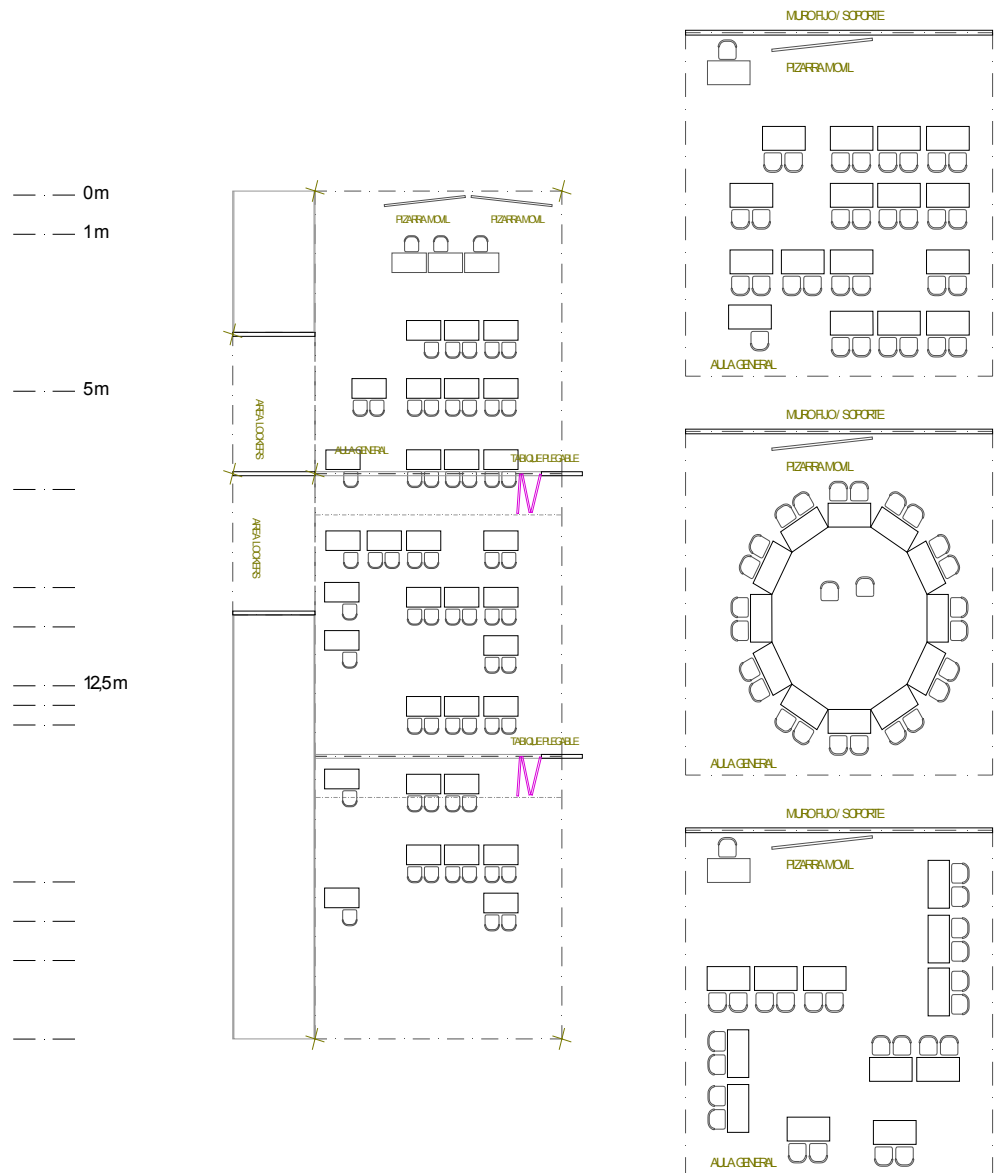 MURO FIJO / SOPORTE
PIZARRA MOVIL
AULA GENERAL
0m
1m
5m
12,5m
PIZARRA MOVIL
PIZARRA MOVIL
AREA LOCKERS
AULA GENERAL
TABIQUE PLEGABLE
AREA LOCKERS
TABIQUE PLEGABLE
MURO FIJO / SOPORTE
PIZARRA MOVIL
AULA GENERAL
MURO FIJO / SOPORTE
PIZARRA MOVIL
AULA GENERAL